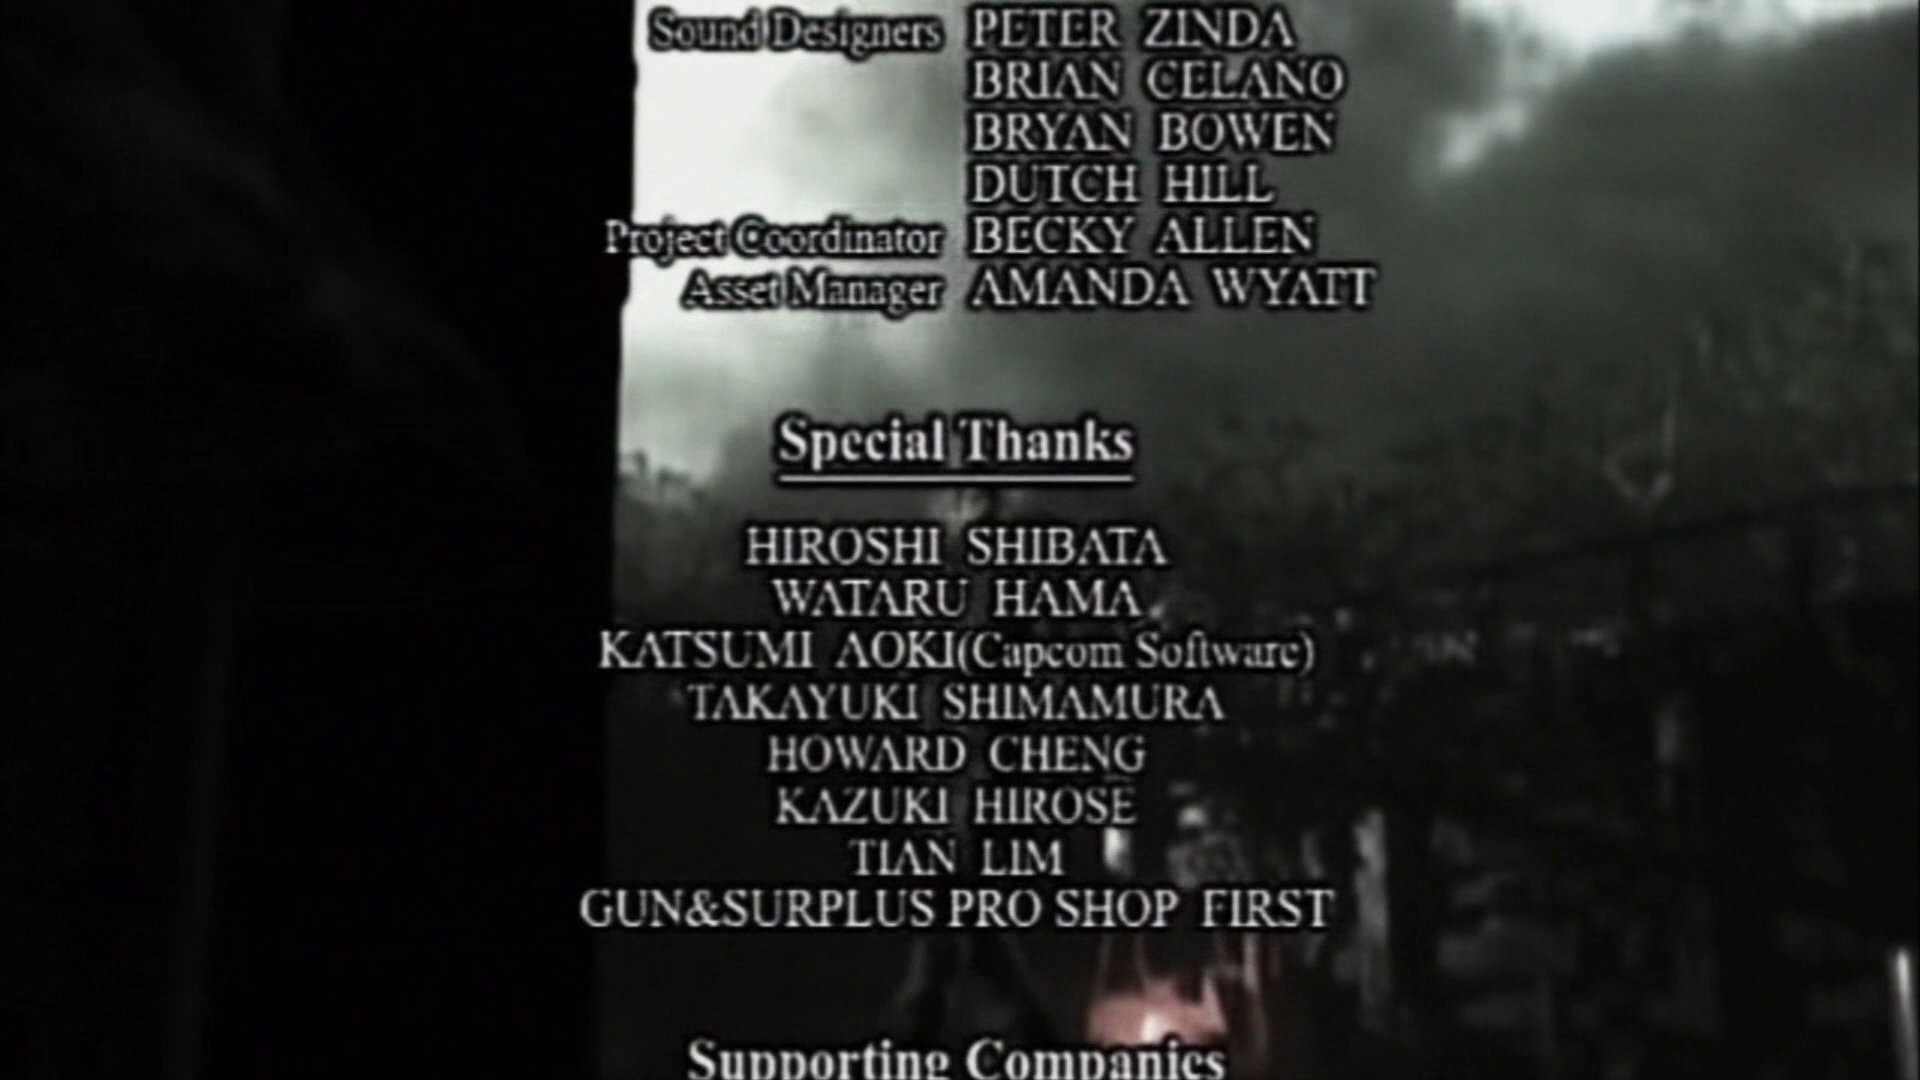 Sound Designers PETER ZINDA
BRIAN CELANO
BRYAN BOWEN
DUTCH HILL
Project Coordinator BECKY ALLEN
Asset Manager AMANDA WYATT
Special Thanks
HIROSHI SHIBATA
WATARU HAMA
KATSUMI AOKI(Capcom Software)
TAKAYUKI SHIMAMURA
HOWARD CHENG
KAZUKI HIROSE
TIAN LIM
GUN&SURPLUS PRO SHOP FIRST
Supporting Companies